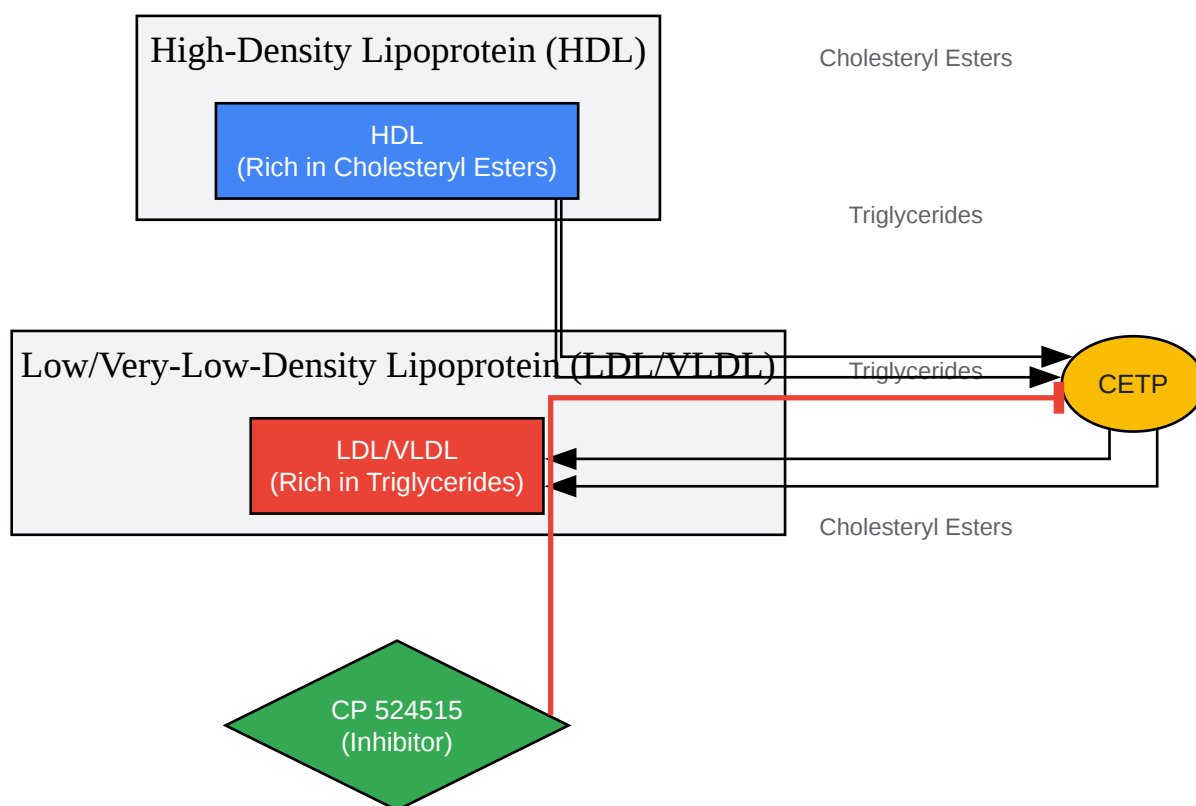 High-Density Lipoprotein (HDL)
Cholesteryl Esters
HDL
(Rich in Cholesteryl Esters)
Triglycerides
Low/Very-Low-Density Lipoprotein (LDL/VLDL)
Triglycerides
CETP
LDL/VLDL
(Rich in Triglycerides)
Cholesteryl Esters
CP 524515
(Inhibitor)